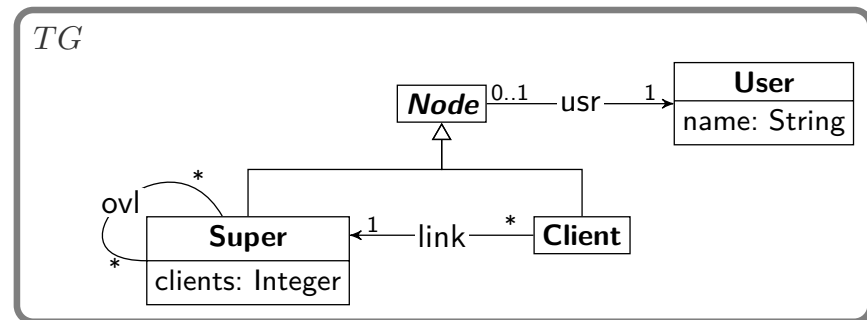 TG
Node
0..1
usr
1
User
name: String
*
ovl
*
Super
clients: Integer
1
link
*
Client